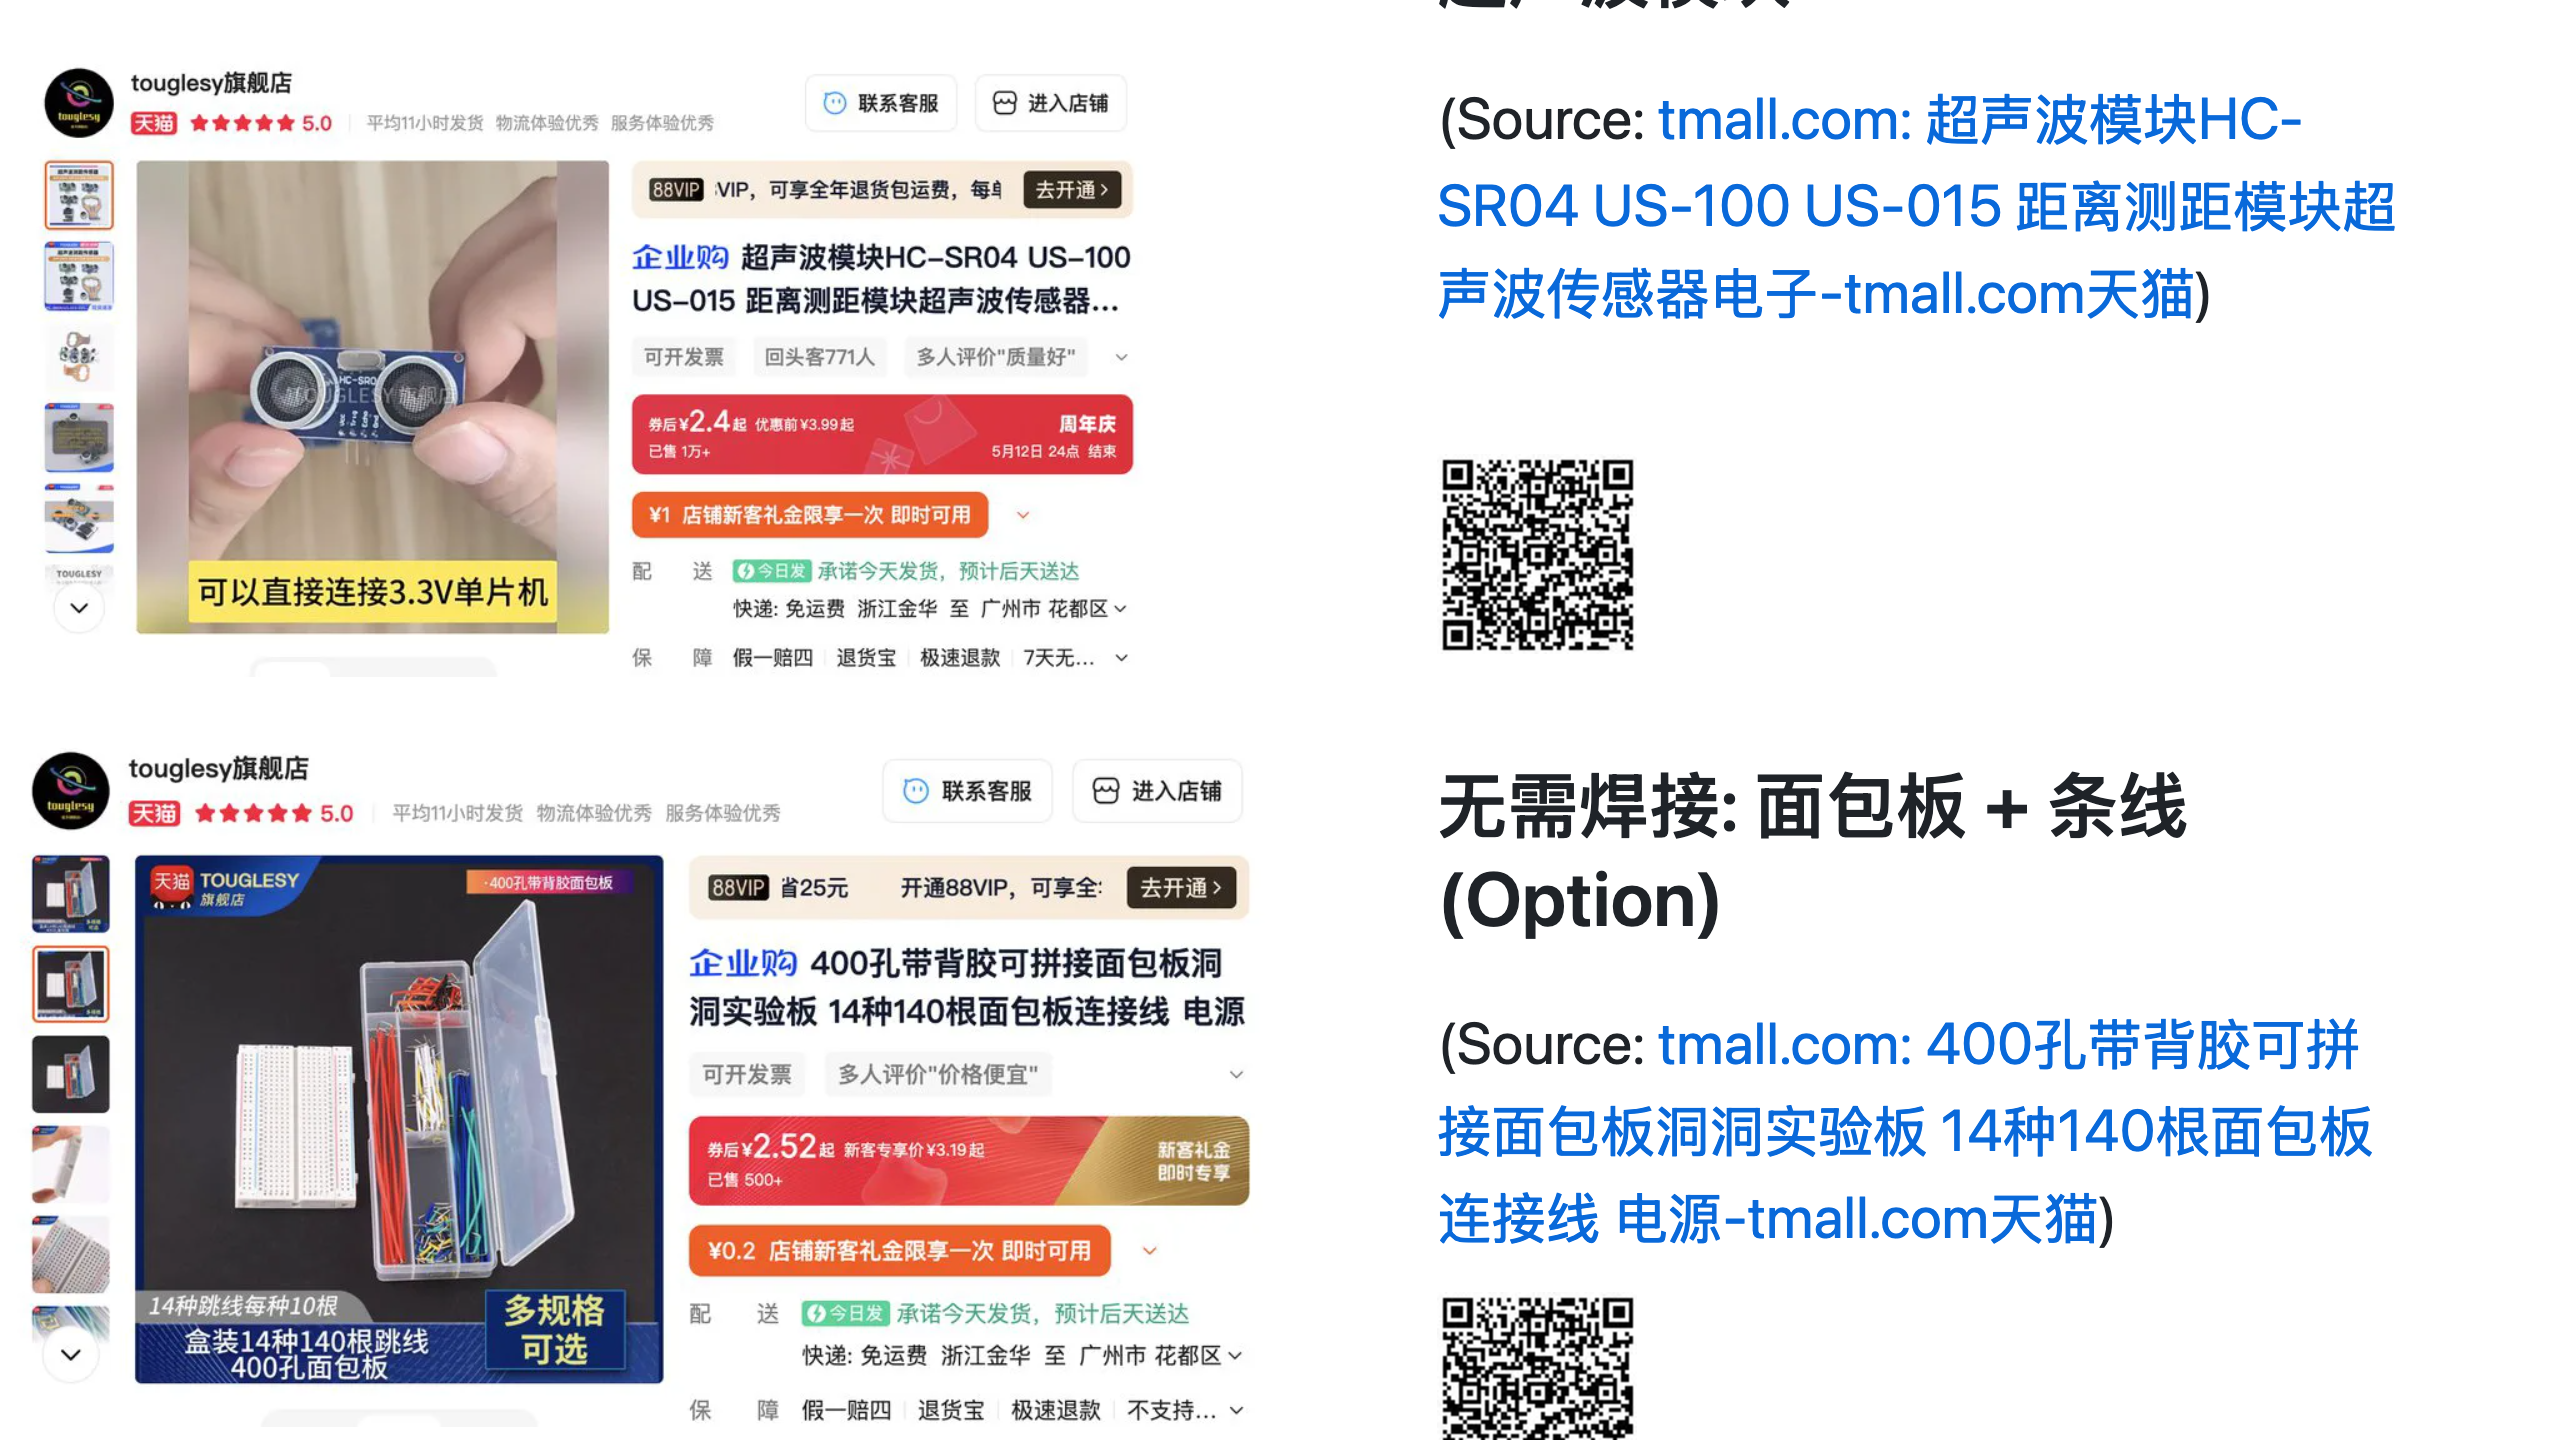 超声波模块
touglesy旗舰店
天猫 5.0 平均11小时发货 物流体验优秀 服务体验优秀
联系客服 进入店铺
88VIP VIP，可享全年退货包运费，每单 去开通 >
企业购 超声波模块HC-SR04 US-100
US-015 距离测距模块超声波传感器...
可开发票 回头客771人 多人评价"质量好"
券后¥2.4起 优惠前¥3.99起
已售 1万+
周年庆
5月12日 24点 结束
¥1 店铺新客礼金限享一次 即时可用
配送 今日发 承诺今天发货，预计后天送达
快递: 免运费 浙江金华 至 广州市 花都区
保障 假一赔四 退货宝 极速退款 7天无...
HC-SR0
TOUGLESY旗舰店
可以直接连接3.3V单片机
TOUGLESY
(Source: tmall.com: 超声波模块HC-
SR04 US-100 US-015 距离测距模块超
声波传感器电子-tmall.com天猫)
touglesy旗舰店
天猫 5.0 平均11小时发货 物流体验优秀 服务体验优秀
联系客服 进入店铺
天猫 TOUGLESY
旗舰店
·400孔带背胶面包板
14种跳线每种10根
盒装14种140根跳线
400孔面包板
多规格
可选
88VIP 省25元 开通88VIP，可享全 去开通 >
企业购 400孔带背胶可拼接面包板洞
洞实验板 14种140根面包板连接线 电源
可开发票 多人评价"价格便宜"
券后¥2.52起 新客专享价¥3.19起
已售 500+
新客礼金
即时专享
¥0.2 店铺新客礼金限享一次 即时可用
配送 今日发 承诺今天发货，预计后天送达
快递: 免运费 浙江金华 至 广州市 花都区
保障 假一赔四 退货宝 极速退款 不支持...
无需焊接: 面包板 + 条线
(Option)
(Source: tmall.com: 400孔带背胶可拼
接面包板洞洞实验板 14种140根面包板
连接线 电源-tmall.com天猫)